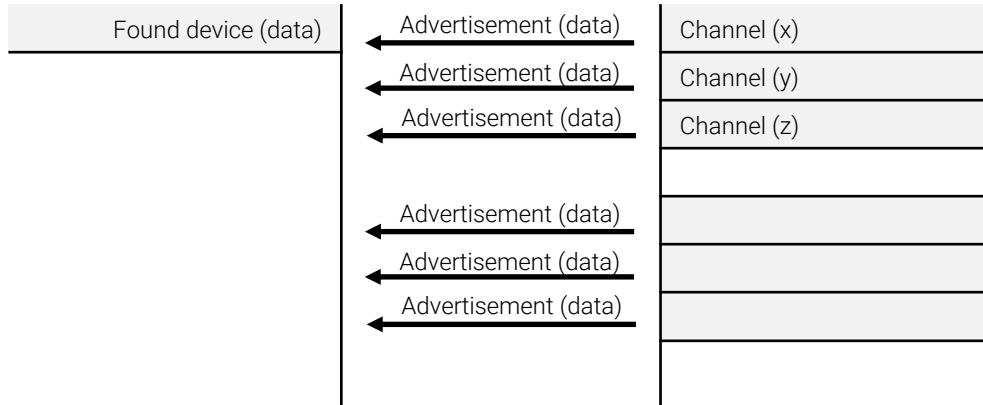 Found device (data)
Advertisement (data)
Channel (x)
Advertisement (data)
Channel (y)
Advertisement (data)
Channel (z)
Advertisement (data)
Advertisement (data)
Advertisement (data)